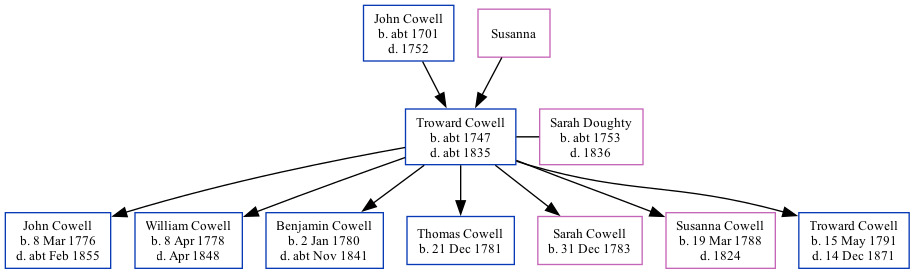 John Cowell
b. abt 1701
d. 1752
Susanna
Troward Cowell
b. abt 1747
d. abt 1835
Sarah Doughty
b. abt 1753
d. 1836
John Cowell
b. 8 Mar 1776
d. abt Feb 1855
William Cowell
b. 8 Apr 1778
d. Apr 1848
Benjamin Cowell
b. 2 Jan 1780
d. abt Nov 1841
Thomas Cowell
b. 21 Dec 1781
Sarah Cowell
b. 31 Dec 1783
Susanna Cowell
b. 19 Mar 1788
d. 1824
Troward Cowell
b. 15 May 1791
d. 14 Dec 1871